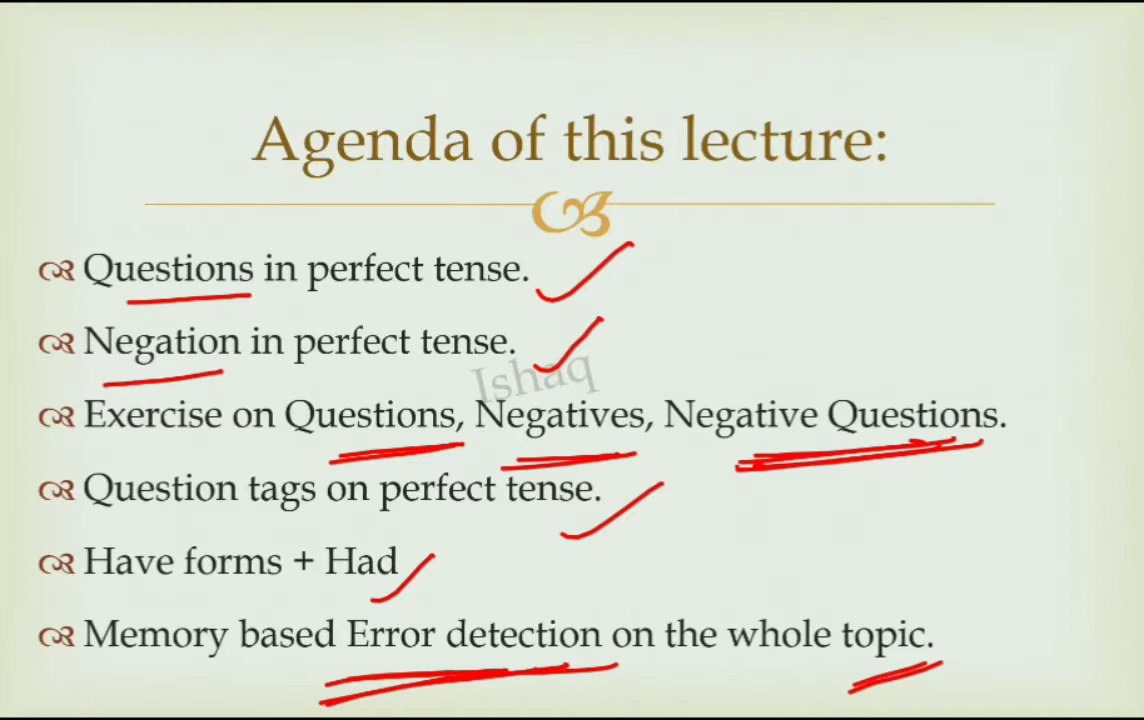 Agenda of this lecture:
Questions in perfect tense.
Negation in perfect tense.
Ishaq
Exercise on Questions, Negatives, Negative Questions.
Question tags on perfect tense.
Have forms + Had
Memory based Error detection on the whole topic.